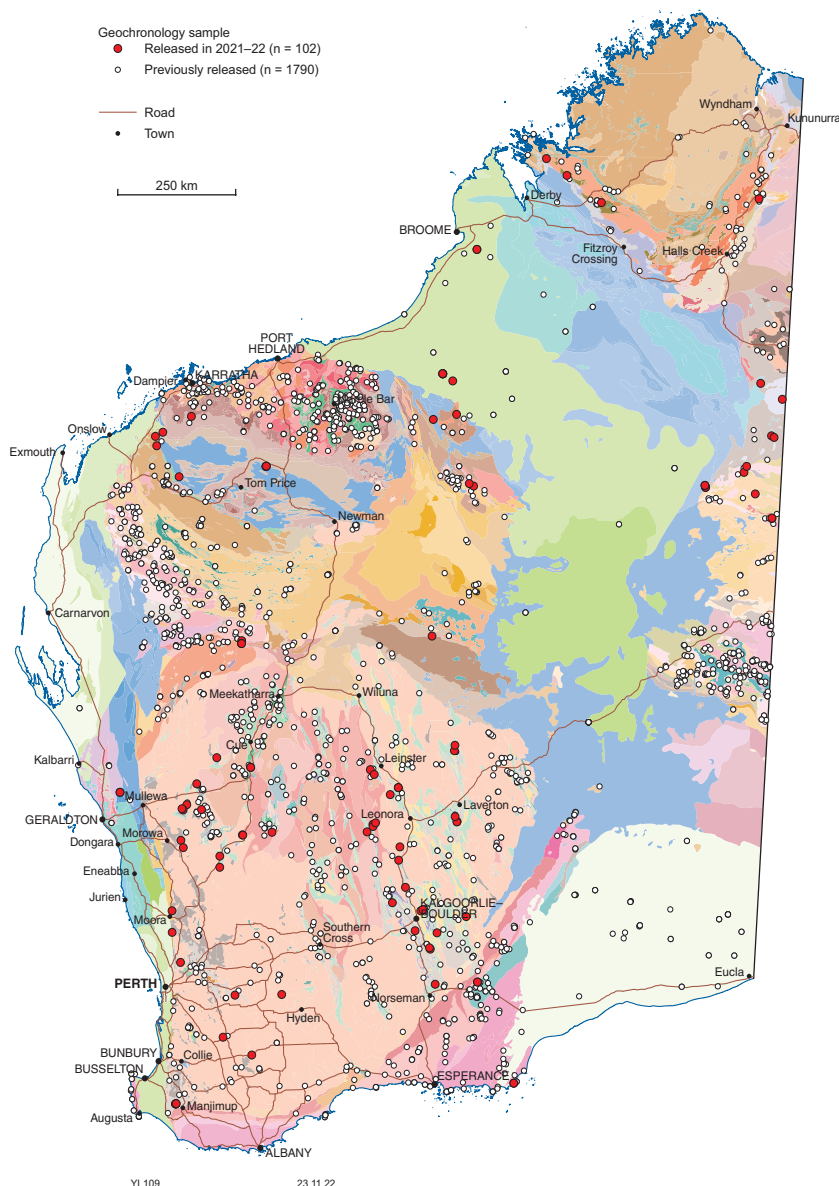 Geochronology sample
Released in 2021–22 (n = 102)
Previously released (n = 1790)
Road
Town
250 km
Wyndham
Kununurra
Derby
BROOME
Fitzroy
Crossing
Halls Creek
PORT
HEDLAND
Dampier
KARRATHA
Marble Bar
Onslow
Exmouth
Tom Price
Newman
Carnarvon
Meekatharra
Wiluna
Cue
Kalbarri
Leinster
Mullewa
Laverton
Leonora
GERALDTON
Morowa
Dongara
Eneabba
Jurien
KALGOORLIE–
BOULDER
Moora
Southern
Cross
Eucla
PERTH
Norseman
Hyden
BUNBURY
Collie
BUSSELTON
ESPERANCE
Manjimup
Augusta
ALBANY
YL109
23.11.22